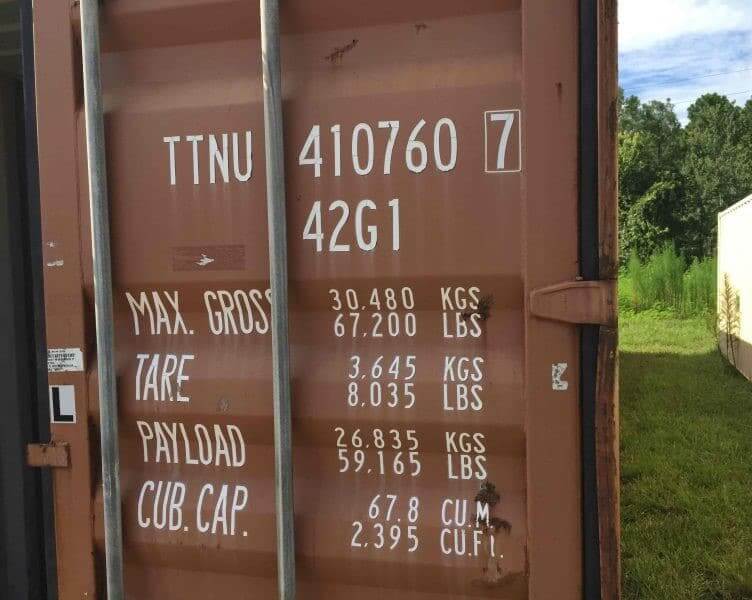 TTNU 410760 7
42G1
MAX. GROSS 30.480 KGS
67,200 LBS
TARE 3.645 KGS
8.035 LBS
PAYLOAD 26.835 KGS
59.165 LBS
CUB. CAP. 67.8 CU.M.
2,395 CU.FT.
L